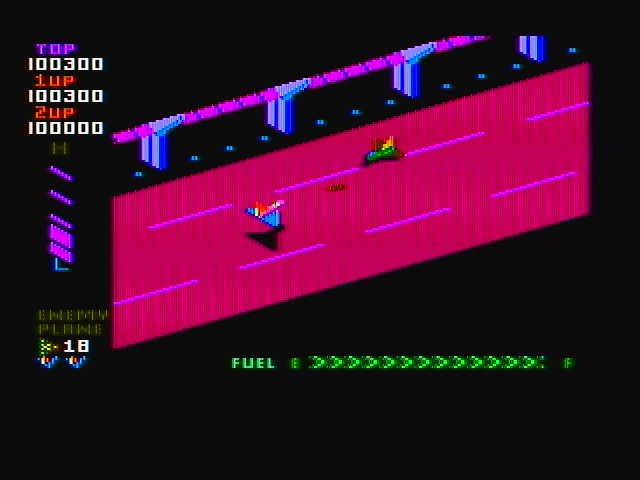 TOP
100300
1UP
100300
2UP
100000
H
L
ENEMY
PLANE
18
FUEL E F